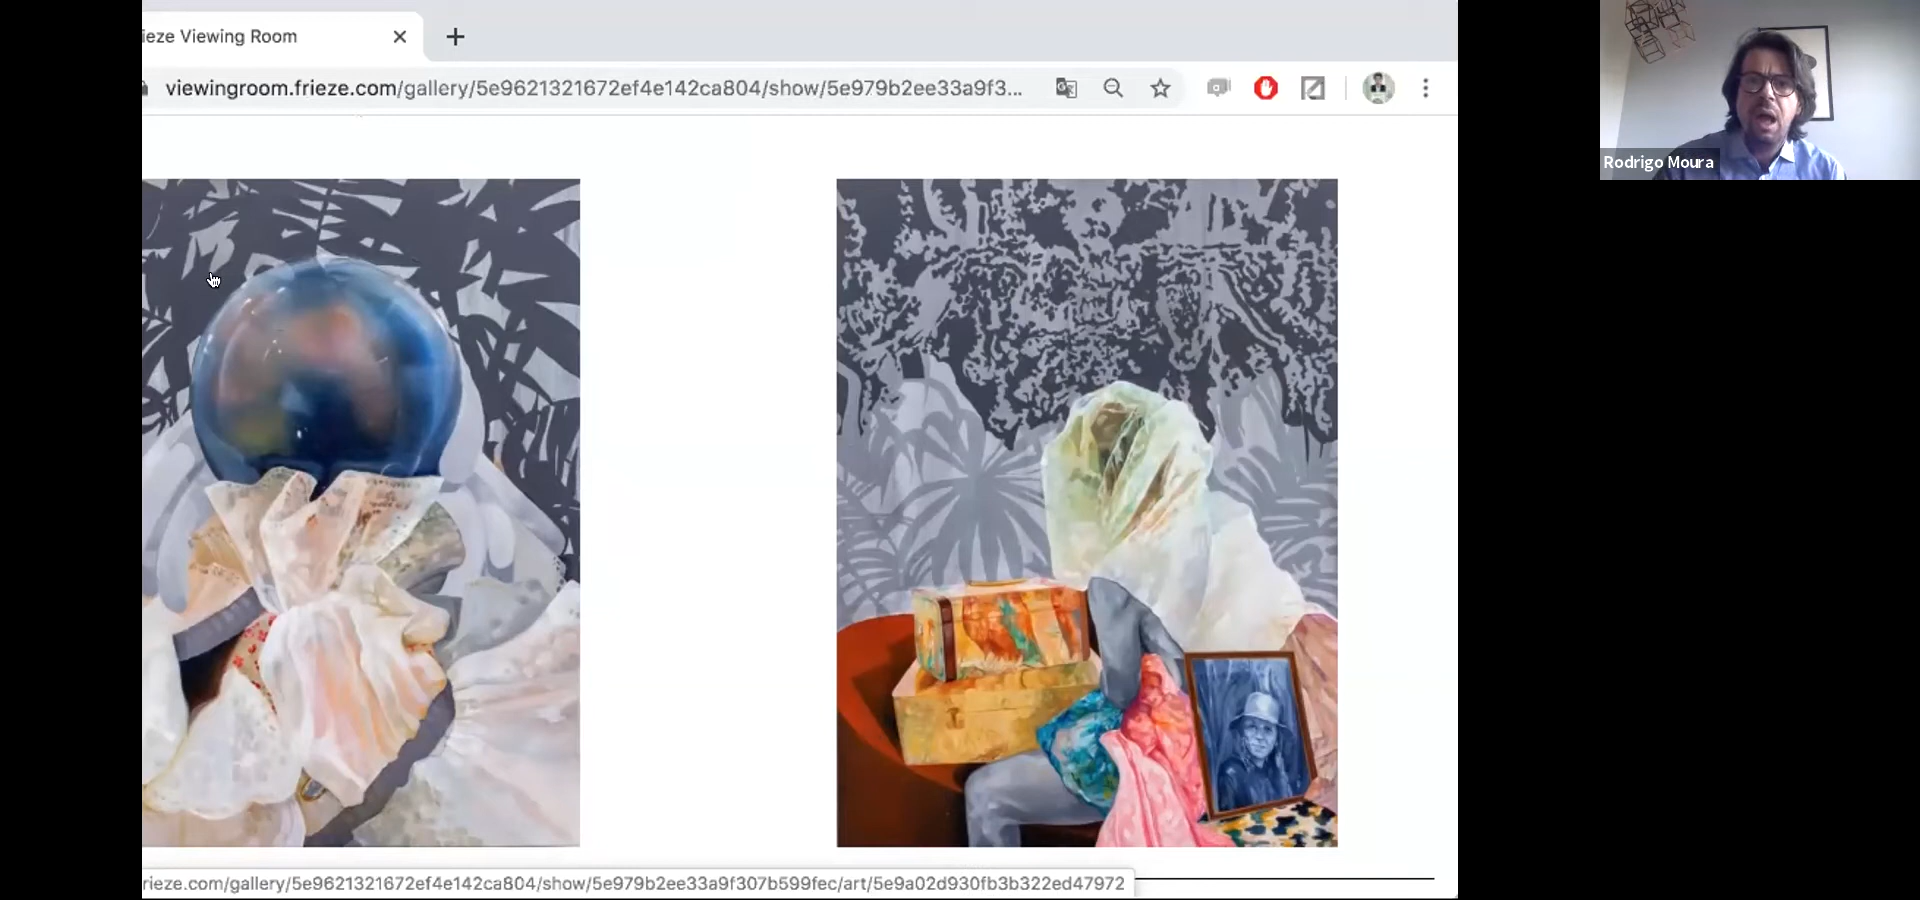 ieze Viewing Room
viewingroom.frieze.com/gallery/5e9621321672ef4e142ca804/show/5e979b2ee33a9f3...
Rodrigo Moura
rieze.com/gallery/5e9621321672ef4e142ca804/show/5e979b2ee33a9f307b599fec/art/5e9a02d930fb3b322ed47972